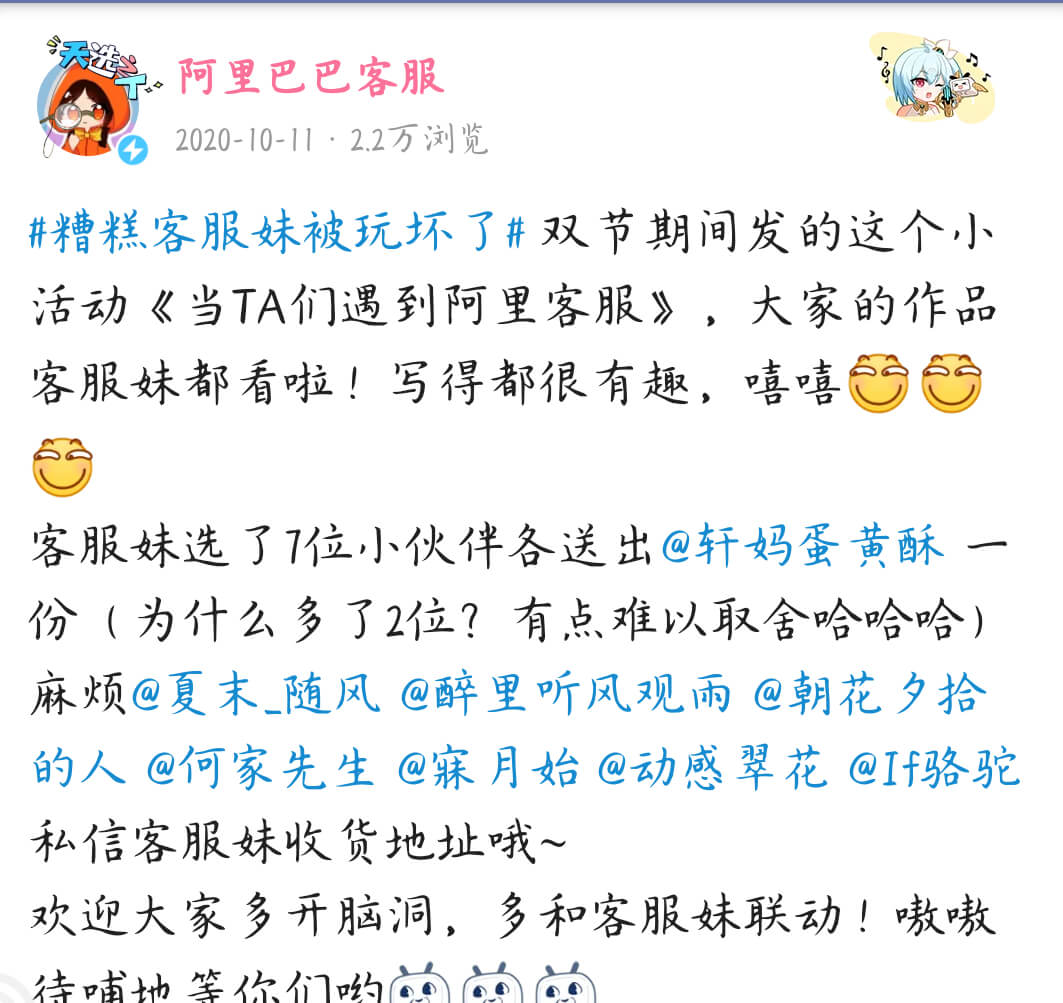 天选之人
阿里巴巴客服
2020-10-11 · 2.2万浏览
#糟糕客服妹被玩坏了# 双节期间发的这个小
活动《当TA们遇到阿里客服》，大家的作品
客服妹都看啦！写得都很有趣，嘻嘻
客服妹选了7位小伙伴各送出@轩妈蛋黄酥 一
份（为什么多了2位？有点难以取舍哈哈哈）
麻烦@夏末_随风 @醉里听风观雨 @朝花夕拾
的人 @何家先生 @寐月始 @动感翠花 @If骆驼
私信客服妹收货地址哦~
欢迎大家多开脑洞，多和客服妹联动！嗷嗷
待哺地等你们哟